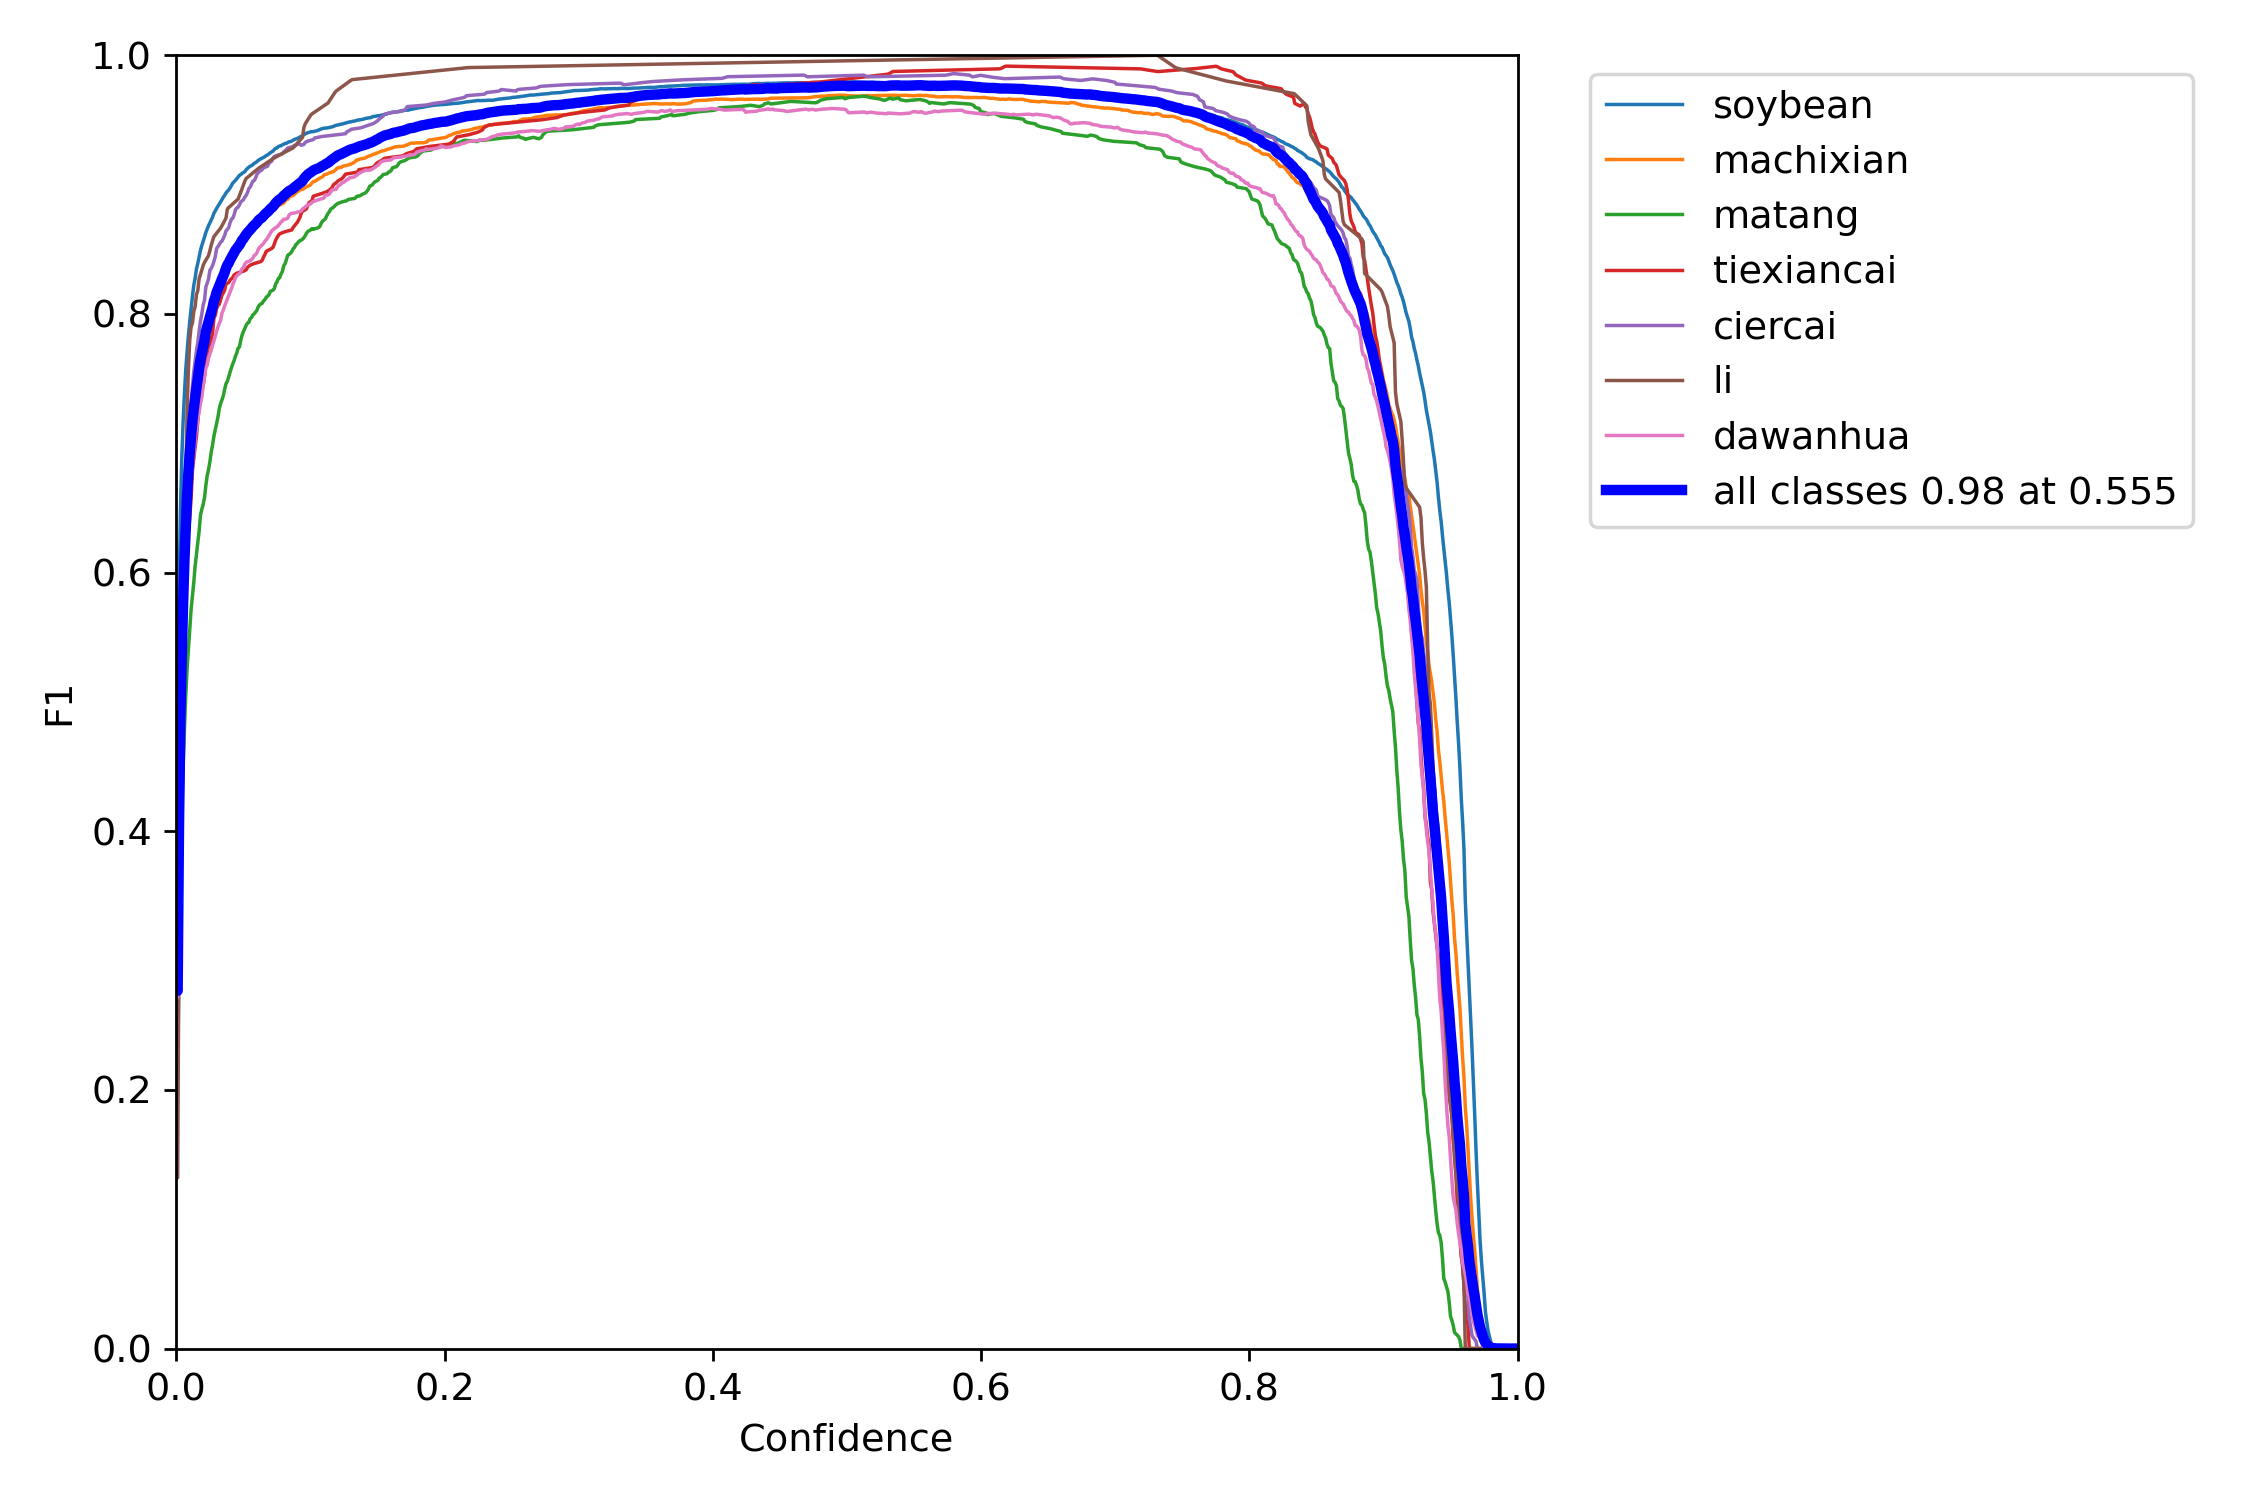 1.0
0.8
0.6
0.4
0.2
0.0
F1
0.0 0.2 0.4 0.6 0.8 1.0
Confidence
soybean
machixian
matang
tiexiancai
ciercai
li
dawanhua
all classes 0.98 at 0.555